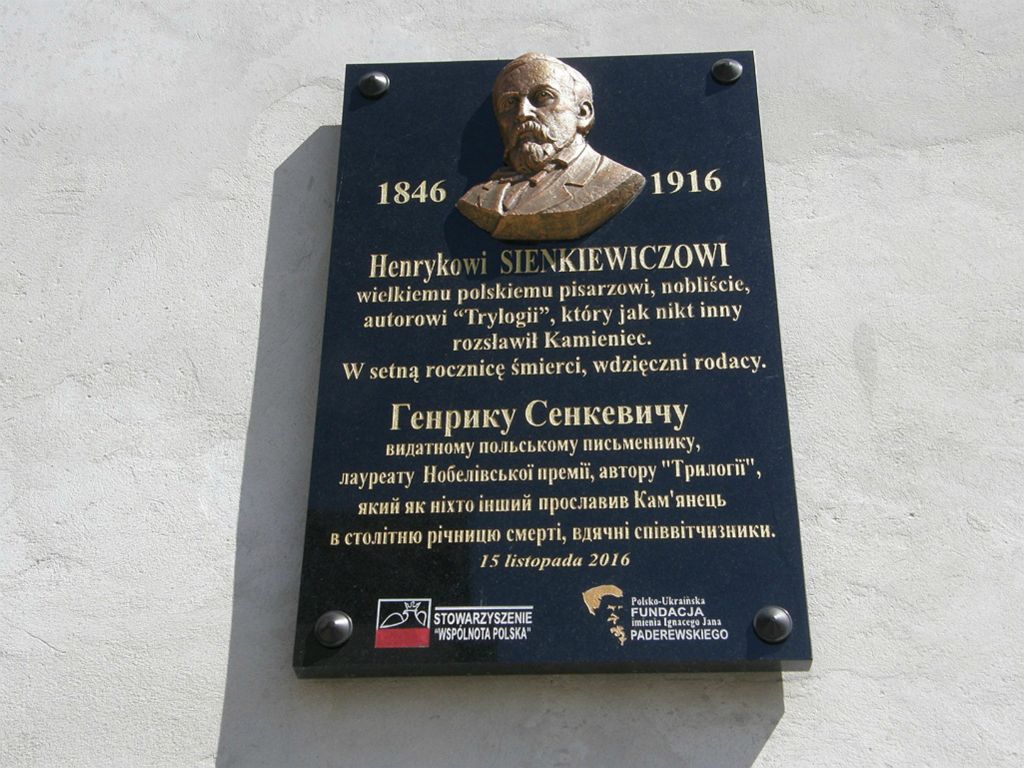 1846 1916
Henrykowi SIENKIEWICZOWI
wielkiemu polskiemu pisarzowi, nobliście,
autorowi “Trylogii”, który jak nikt inny
rozsławił Kamieniec.
W setną rocznicę śmierci, wdzięczni rodacy.
Генрику Сенкевичу
видатному польському письменнику,
лауреату Нобелівської премії, автору "Трилогії",
який як ніхто інший прославив Кам'янець
в столітню річницю смерті, вдячні співвітчизники.
15 listopada 2016
STOWARZYSZENIE
"WSPÓLNOTA POLSKA"
Polsko-Ukraińska
FUNDACJA
imienia Ignacego Jana
PADEREWSKIEGO